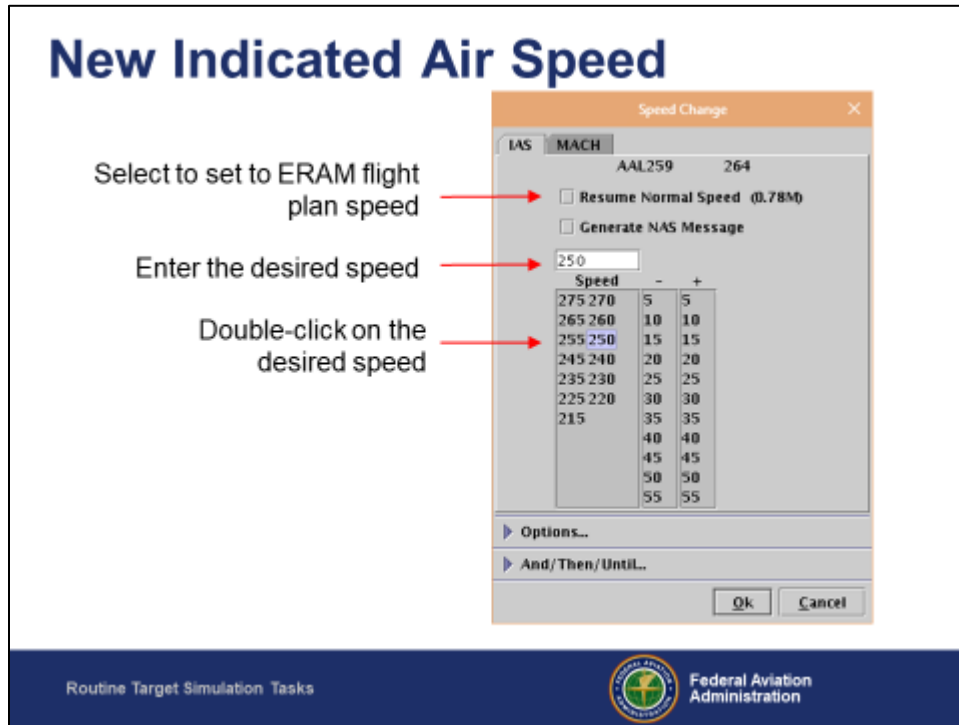 New Indicated Air Speed
Select to set to ERAM flight
plan speed
Enter the desired speed
Double-click on the
desired speed
Speed Change ×
IAS MACH
AAL259 264
Resume Normal Speed (0.78M)
Generate NAS Message
250
Speed - +
275 270 5 5
265 260 10 10
255 250 15 15
245 240 20 20
235 230 25 25
225 220 30 30
215 35 35
40 40
45 45
50 50
55 55
Options...
And/Then/Until...
Ok Cancel
Routine Target Simulation Tasks
Federal Aviation
Administration